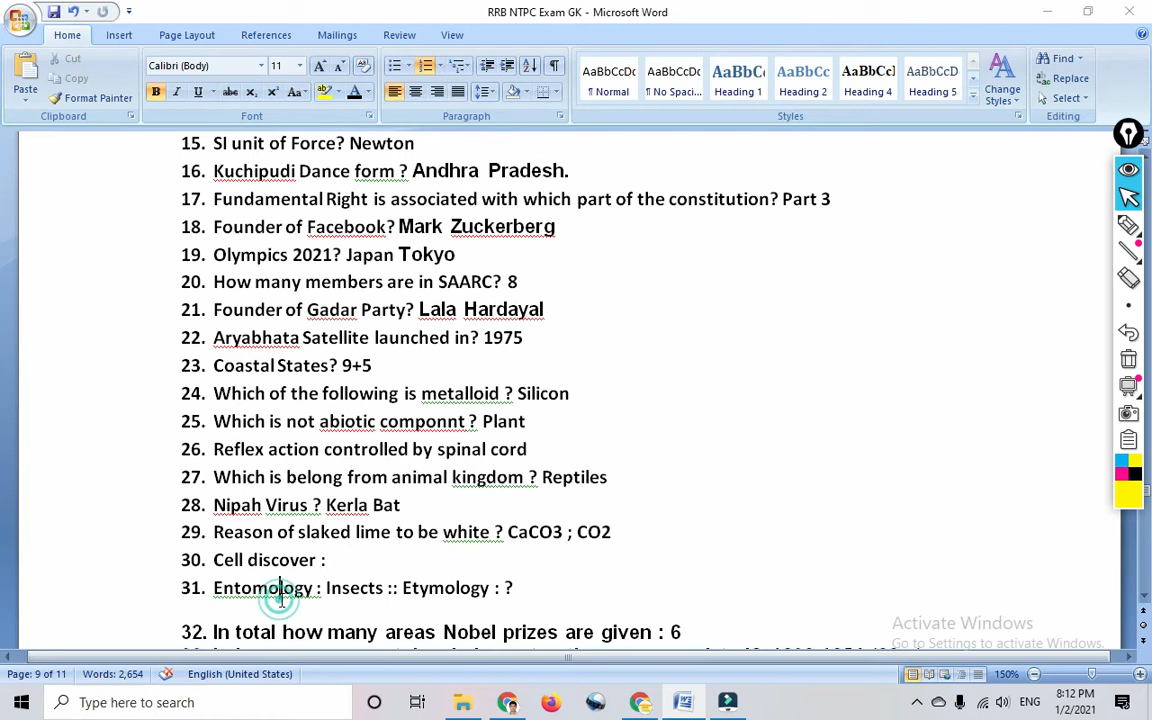 RRB NTPC Exam GK - Microsoft Word
Home Insert Page Layout References Mailings Review View
Cut
Copy
Format Painter
Paste
Calibri (Body) 11
AaBbCcDc AaBbCcDc AaBbC AaBbCc AaBbCcI AaBbCcD
¶ Normal ¶ No Spaci... Heading 1 Heading 2 Heading 4 Heading 5
Change Styles
Find
Replace
Select
Clipboard Font Paragraph Styles Editing
15. SI unit of Force? Newton
16. Kuchipudi Dance form ? Andhra Pradesh.
17. Fundamental Right is associated with which part of the constitution? Part 3
18. Founder of Facebook? Mark Zuckerberg
19. Olympics 2021? Japan Tokyo
20. How many members are in SAARC? 8
21. Founder of Gadar Party? Lala Hardayal
22. Aryabhata Satellite launched in? 1975
23. Coastal States? 9+5
24. Which of the following is metalloid ? Silicon
25. Which is not abiotic componnt ? Plant
26. Reflex action controlled by spinal cord
27. Which is belong from animal kingdom ? Reptiles
28. Nipah Virus ? Kerla Bat
29. Reason of slaked lime to be white ? CaCO3 ; CO2
30. Cell discover :
31. Entomology : Insects :: Etymology : ?
32. In total how many areas Nobel prizes are given : 6
Activate Windows
Go to Settings to activate Windows.
Page: 9 of 11 Words: 2,654 English (United States) 150%
Type here to search
ENG
8:12 PM
1/2/2021